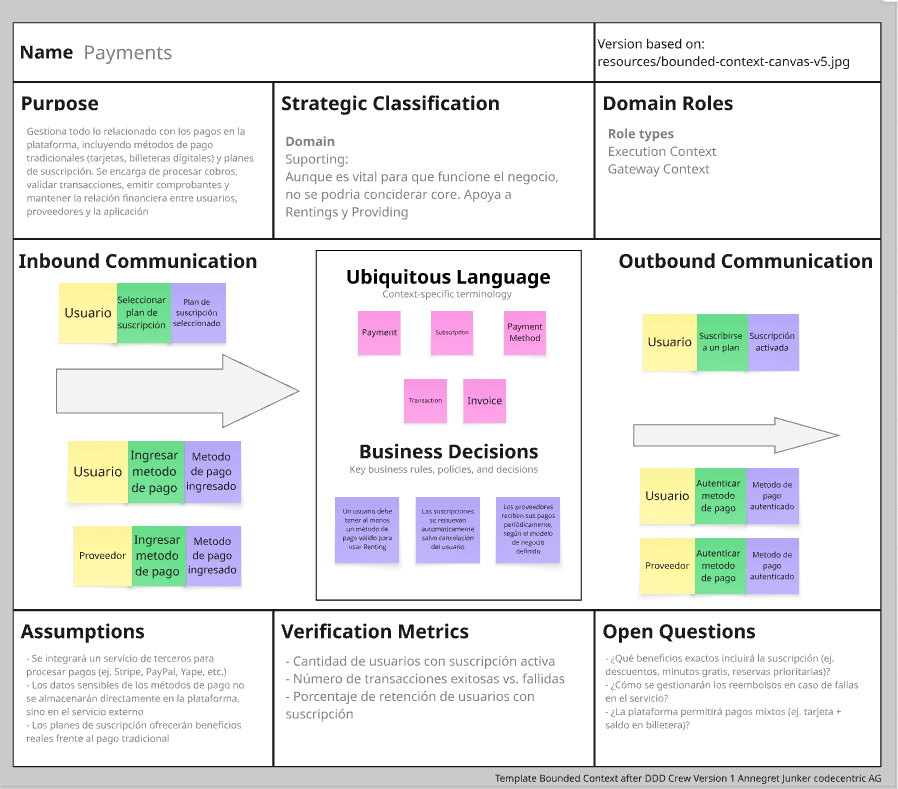 Name Payments
Version based on:
resources/bounded-context-canvas-v5.jpg
Purpose
Gestiona todo lo relacionado con los pagos en la
plataforma, incluyendo métodos de pago
tradicionales (tarjetas, billeteras digitales) y planes
de suscripción. Se encarga de procesar cobros,
validar transacciones, emitir comprobantes y
mantener la relación financiera entre usuarios,
proveedores y la aplicación
Strategic Classification
Domain
Suporting:
Aunque es vital para que funcione el negocio,
no se podria conciderar core. Apoya a
Rentings y Providing
Domain Roles
Role types
Execution Context
Gateway Context
Inbound Communication
Usuario
Seleccionar
plan de
suscripción
Plan de
suscripción
seleccionado
Usuario
Ingresar
metodo
de pago
Metodo
de pago
ingresado
Proveedor
Ingresar
metodo
de pago
Metodo
de pago
ingresado
Ubiquitous Language
Context-specific terminology
Payment
Subscription
Payment
Method
Transaction
Invoice
Business Decisions
Key business rules, policies, and decisions
Un usuario debe
tener al menos
un método de
pago válido para
usar Renting
Las suscripciones
se renuevan
automáticamente
salvo cancelación
del usuario
Los proveedores
reciben sus pagos
periódicamente,
según el modelo
de negocio
definido
Outbound Communication
Usuario
Suscribirse
a un plan
Suscripción
activada
Usuario
Autenticar
metodo
de pago
Metodo de
pago
autenticado
Proveedor
Autenticar
metodo
de pago
Metodo de
pago
autenticado
Assumptions
- Se integrará un servicio de terceros para
procesar pagos (ej. Stripe, PayPal, Yape, etc.)
- Los datos sensibles de los métodos de pago no
se almacenarán directamente en la plataforma,
sino en el servicio externo
- Los planes de suscripción ofrecerán beneficios
reales frente al pago tradicional
Verification Metrics
- Cantidad de usuarios con suscripción activa
- Número de transacciones exitosas vs. fallidas
- Porcentaje de retención de usuarios con
suscripción
Open Questions
- ¿Qué beneficios exactos incluirá la suscripción (ej.
descuentos, minutos gratis, reservas prioritarias)?
- ¿Cómo se gestionarán los reembolsos en caso de fallas
en el servicio?
- ¿La plataforma permitirá pagos mixtos (ej. tarjeta +
saldo en billetera)?
Template Bounded Context after DDD Crew Version 1 Annegret Junker codecentric AG